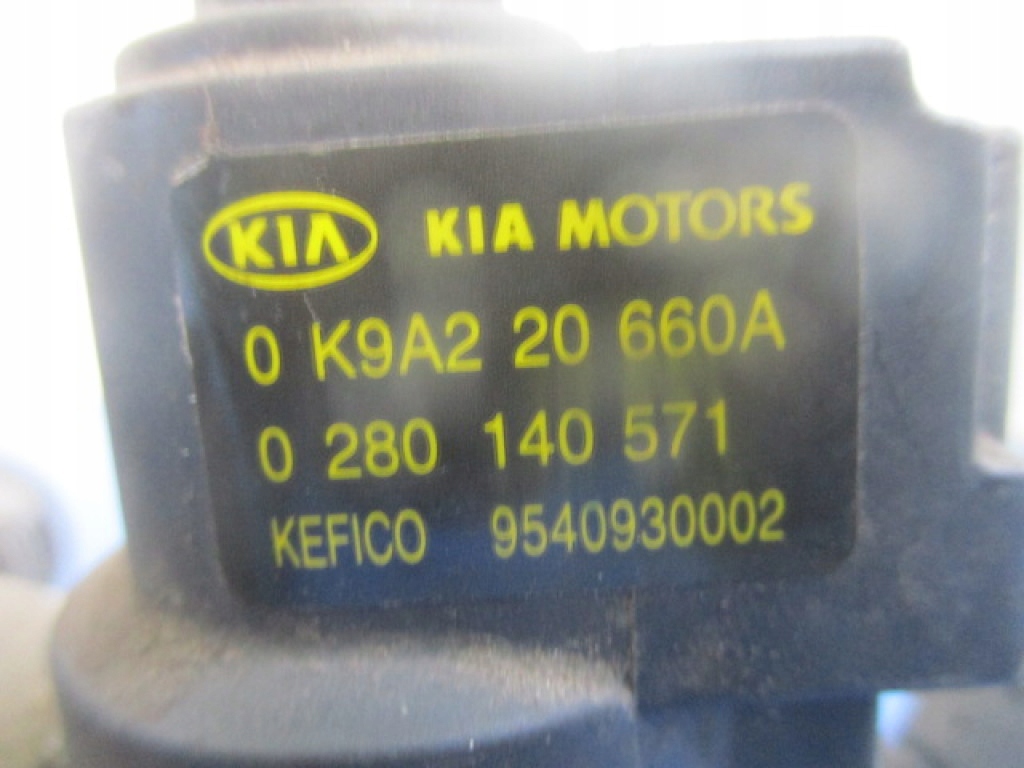 KIA KIA MOTORS
0 K9A2 20 660A
0 280 140 571
KEFICO 9540930002